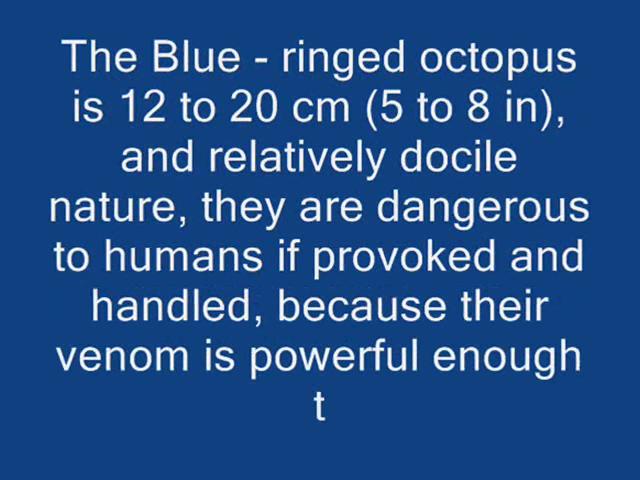 The Blue - ringed octopus
is 12 to 20 cm (5 to 8 in),
and relatively docile
nature, they are dangerous
to humans if provoked and
handled, because their
venom is powerful enough
t